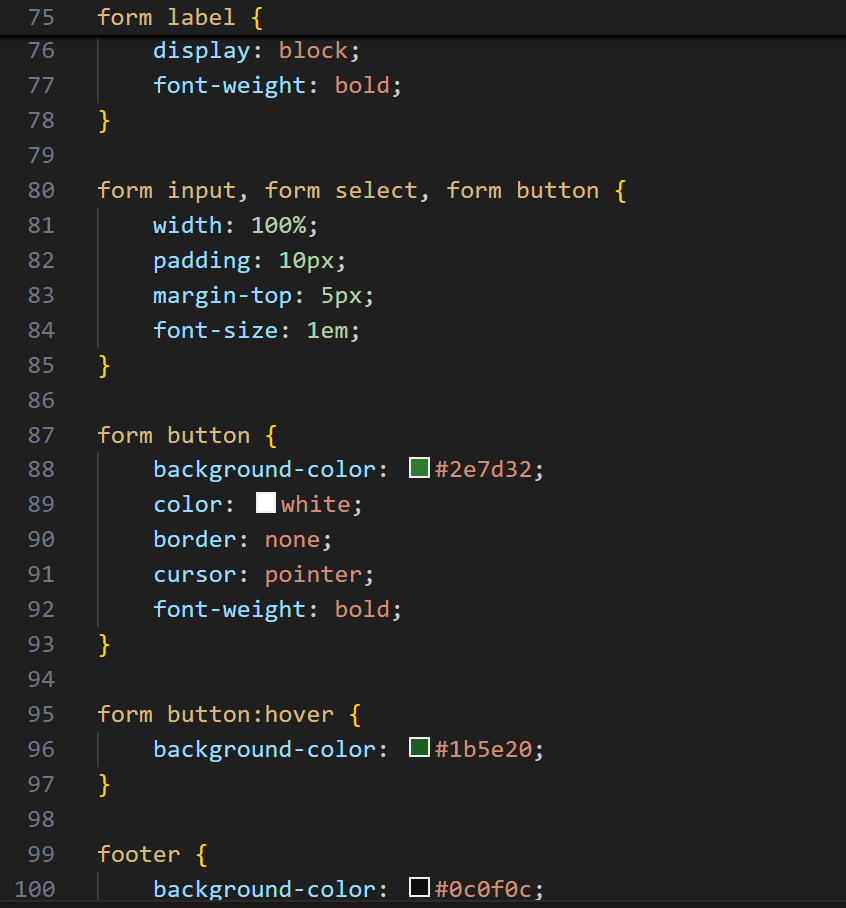 75 form label {
76     display: block;
77     font-weight: bold;
78 }
79
80 form input, form select, form button {
81     width: 100%;
82     padding: 10px;
83     margin-top: 5px;
84     font-size: 1em;
85 }
86
87 form button {
88     background-color: #2e7d32;
89     color: white;
90     border: none;
91     cursor: pointer;
92     font-weight: bold;
93 }
94
95 form button:hover {
96     background-color: #1b5e20;
97 }
98
99 footer {
100     background-color: #0c0f0c;